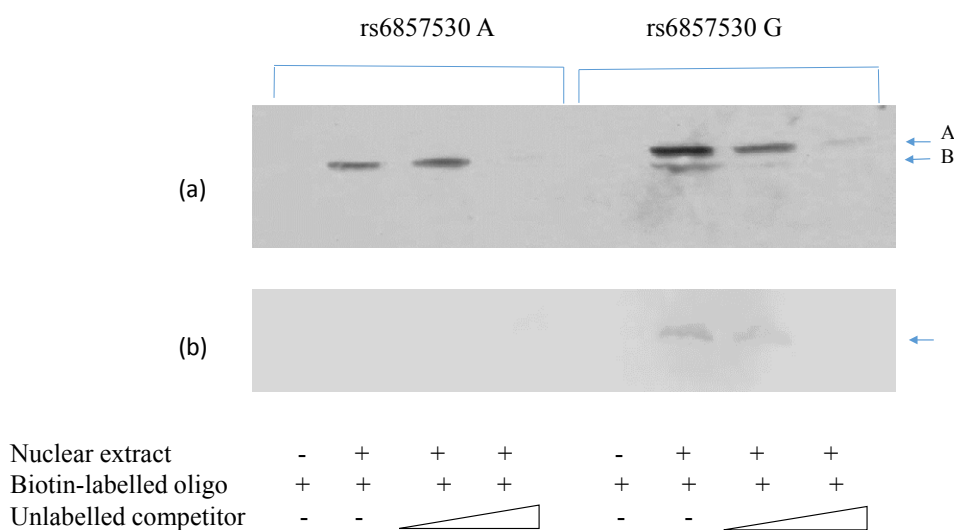 rs6857530 A rs6857530 G
A
B
(a)
(b)
Nuclear extract - + + + - + + +
Biotin-labelled oligo + + + + + + + +
Unlabelled competitor - - - -